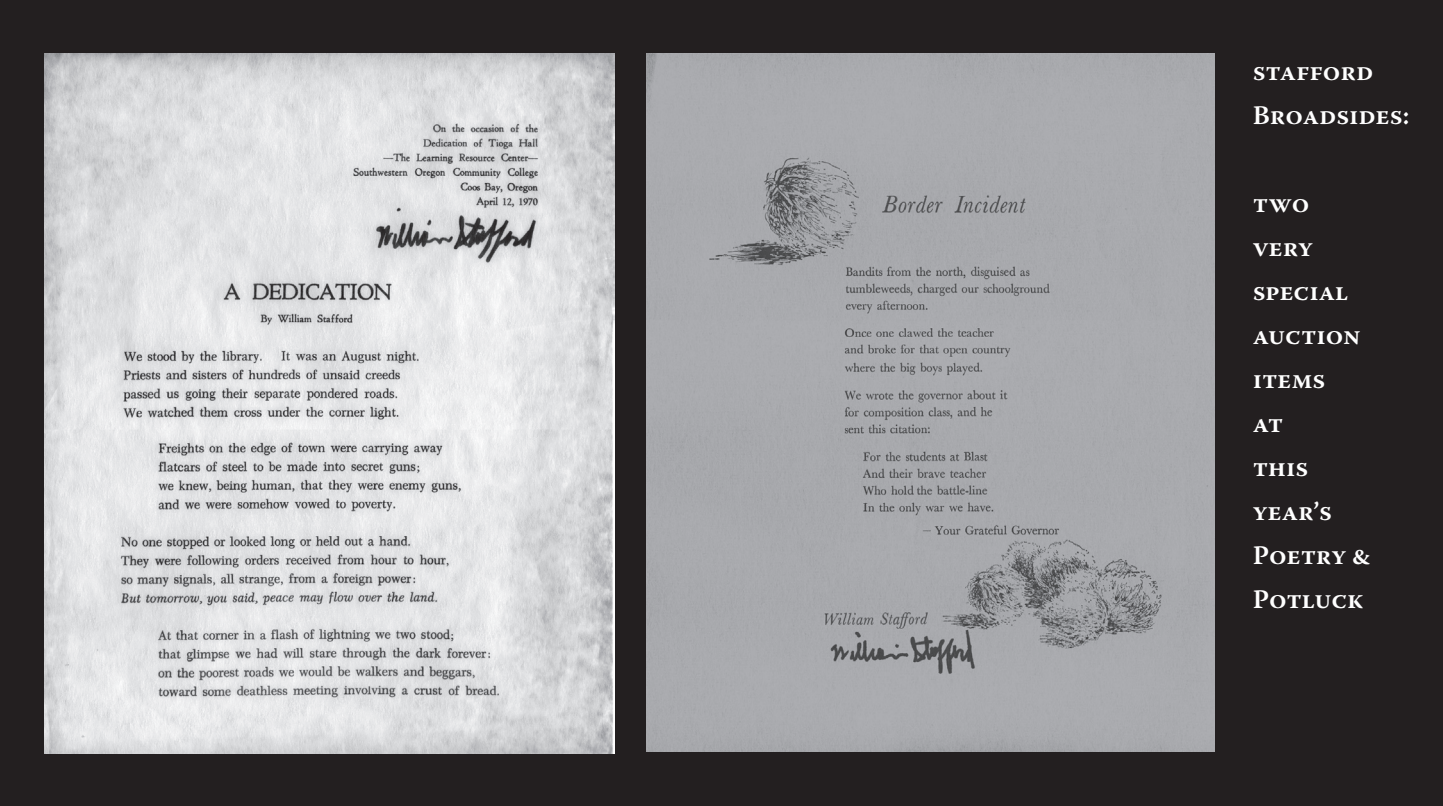 On the occasion of the
Dedication of Tioga Hall
—The Learning Resource Center—
Southwestern Oregon Community College
Coos Bay, Oregon
April 12, 1970
William Stafford
A DEDICATION
By William Stafford
We stood by the library. It was an August night.
Priests and sisters of hundreds of unsaid creeds
passed us going their separate pondered roads.
We watched them cross under the corner light.
Freights on the edge of town were carrying away
flatcars of steel to be made into secret guns;
we knew, being human, that they were enemy guns,
and we were somehow vowed to poverty.
No one stopped or looked long or held out a hand.
They were following orders received from hour to hour,
so many signals, all strange, from a foreign power:
But tomorrow, you said, peace may flow over the land.
At that corner in a flash of lightning we two stood;
that glimpse we had will stare through the dark forever:
on the poorest roads we would be walkers and beggars,
toward some deathless meeting involving a crust of bread.
Border Incident
Bandits from the north, disguised as
tumbleweeds, charged our schoolground
every afternoon.
Once one clawed the teacher
and broke for that open country
where the big boys played.
We wrote the governor about it
for composition class, and he
sent this citation:
For the students at Blast
And their brave teacher
Who hold the battle-line
In the only war we have.
— Your Grateful Governor
William Stafford
William Stafford
STAFFORD
BROADSIDES:
TWO
VERY
SPECIAL
AUCTION
ITEMS
AT
THIS
YEAR'S
POETRY &
POTLUCK